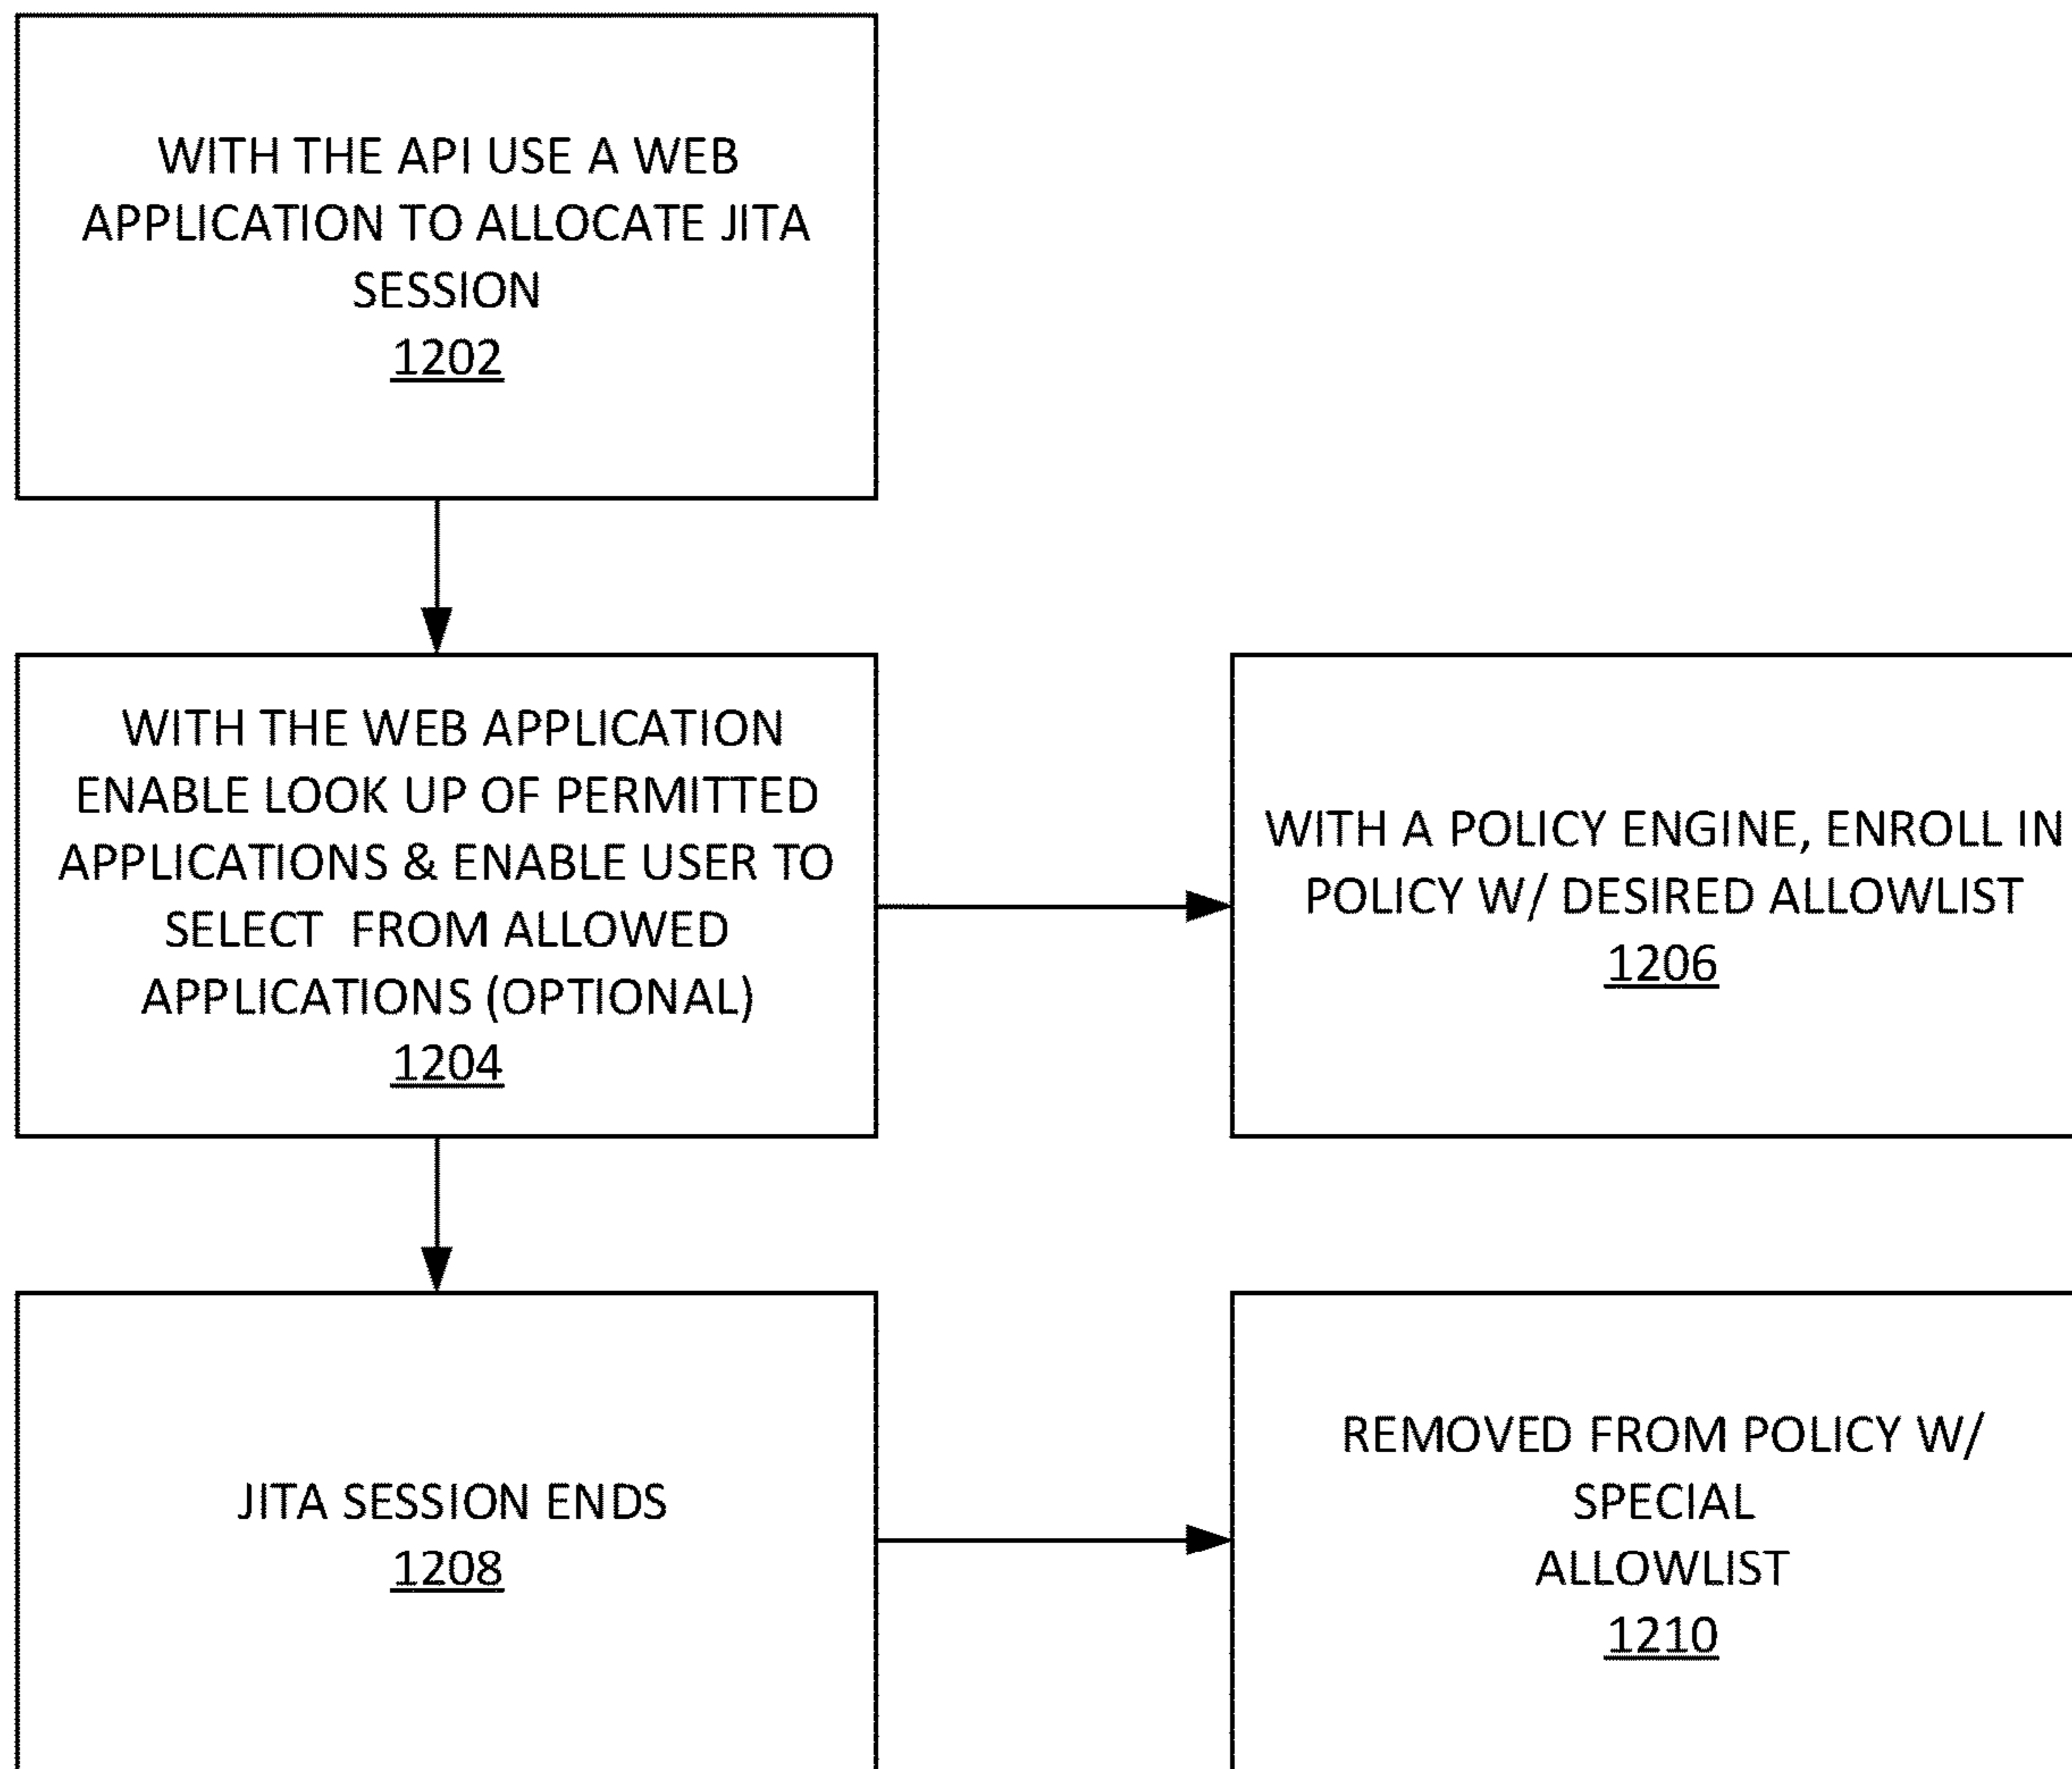 WITH THE API USE A WEB
APPLICATION TO ALLOCATE JITA
SESSION
1202
WITH THE WEB APPLICATION
ENABLE LOOK UP OF PERMITTED
APPLICATIONS & ENABLE USER TO
SELECT FROM ALLOWED
APPLICATIONS (OPTIONAL)
1204
WITH A POLICY ENGINE, ENROLL IN
POLICY W/ DESIRED ALLOWLIST
1206
JITA SESSION ENDS
1208
REMOVED FROM POLICY W/
SPECIAL
ALLOWLIST
1210